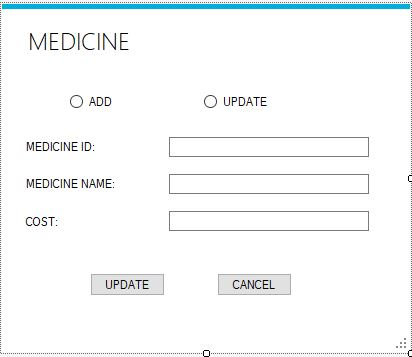 MEDICINE
ADD UPDATE
MEDICINE ID:
MEDICINE NAME:
COST:
UPDATE CANCEL